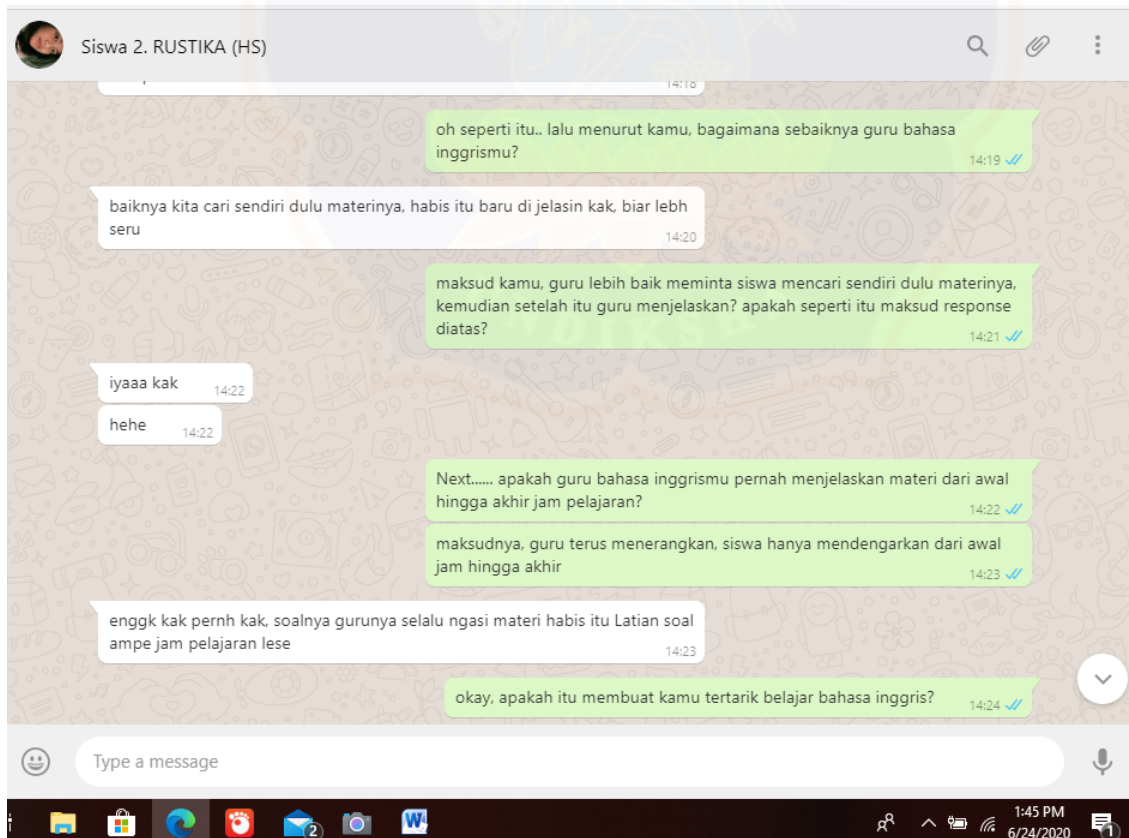 Siswa 2. RUSTIKA (HS)
14:18
oh seperti itu.. lalu menurut kamu, bagaimana sebaiknya guru bahasa
inggrismu?
14:19
baiknya kita cari sendiri dulu materinya, habis itu baru di jelasin kak, biar lebh
seru
14:20
maksud kamu, guru lebih baik meminta siswa mencari sendiri dulu materinya,
kemudian setelah itu guru menjelaskan? apakah seperti itu maksud response
diatas?
14:21
iyaaa kak
14:22
hehe
14:22
Next...... apakah guru bahasa inggrismu pernah menjelaskan materi dari awal
hingga akhir jam pelajaran?
14:22
maksudnya, guru terus menerangkan, siswa hanya mendengarkan dari awal
jam hingga akhir
14:23
enggk kak pernh kak, soalnya gurunya selalu ngasi materi habis itu Latian soal
ampe jam pelajaran lese
14:23
okay, apakah itu membuat kamu tertarik belajar bahasa inggris?
14:24
Type a message
2
W
1:45 PM
6/24/2020
1